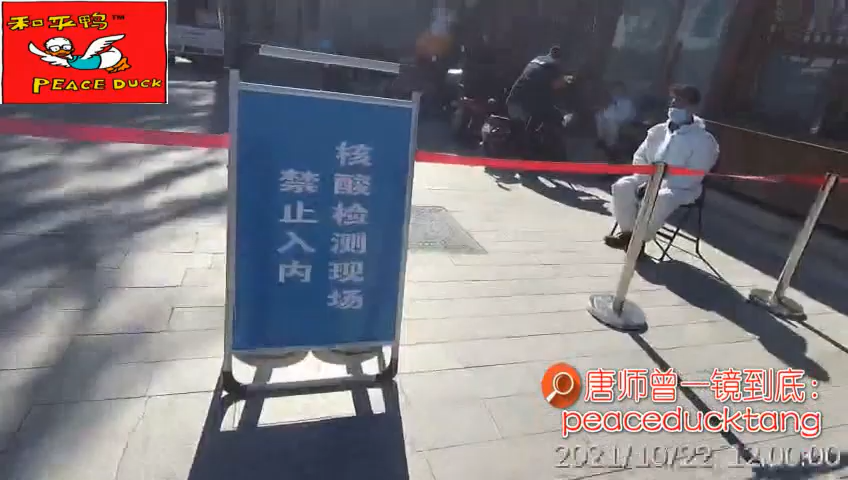 和平鸭™
PEACE DUCK
核酸检测现场
禁止入内
唐师曾一镜到底:
peaceducktang
2021/10/22 12:00:00